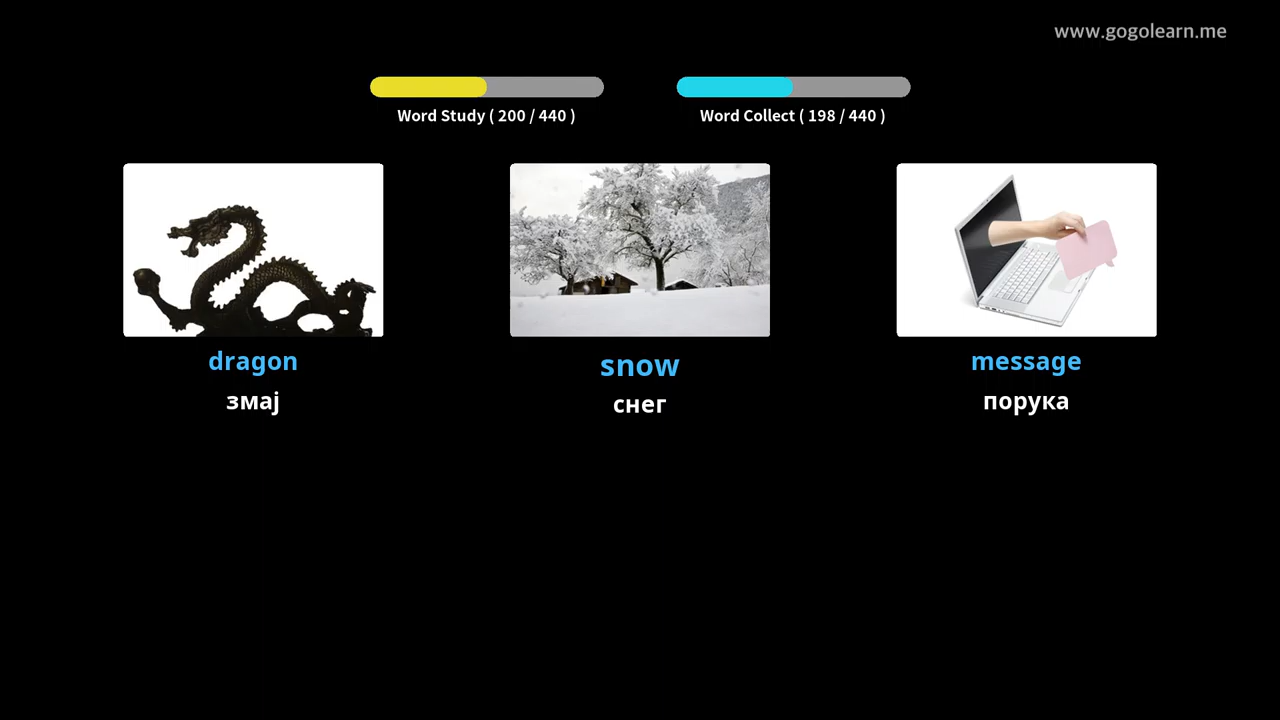 www.gogolearn.me
Word Study ( 200 / 440 )
Word Collect ( 198 / 440 )
dragon
змај
snow
снег
message
порука